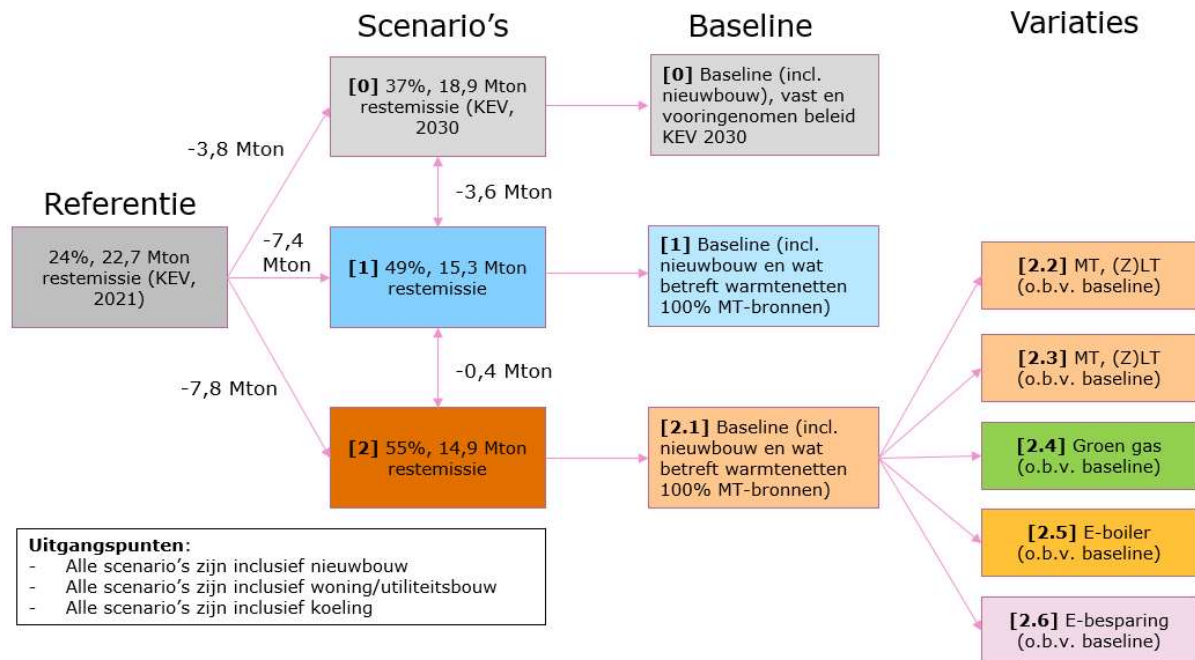 Scenario's
Baseline
Variaties
[0] 37%, 18,9 Mton
restemissie (KEV,
2030
[0] Baseline (incl.
nieuwbouw), vast en
vooringenomen beleid
KEV 2030
-3,8 Mton
-3,6 Mton
Referentie
24%, 22,7 Mton
restemissie (KEV,
2021)
-7,4
Mton
[1] 49%, 15,3 Mton
restemissie
[1] Baseline (incl.
nieuwbouw en wat
betreft warmtenetten
100% MT-bronnen)
[2.2] MT, (Z)LT
(o.b.v. baseline)
-7,8 Mton
-0,4 Mton
[2.3] MT, (Z)LT
(o.b.v. baseline)
[2] 55%, 14,9 Mton
restemissie
[2.1] Baseline (incl.
nieuwbouw en wat
betreft warmtenetten
100% MT-bronnen)
[2.4] Groen gas
(o.b.v. baseline)
[2.5] E-boiler
(o.b.v. baseline)
[2.6] E-besparing
(o.b.v. baseline)
Uitgangspunten:
- Alle scenario's zijn inclusief nieuwbouw
- Alle scenario's zijn inclusief woning/utiliteitsbouw
- Alle scenario's zijn inclusief koeling